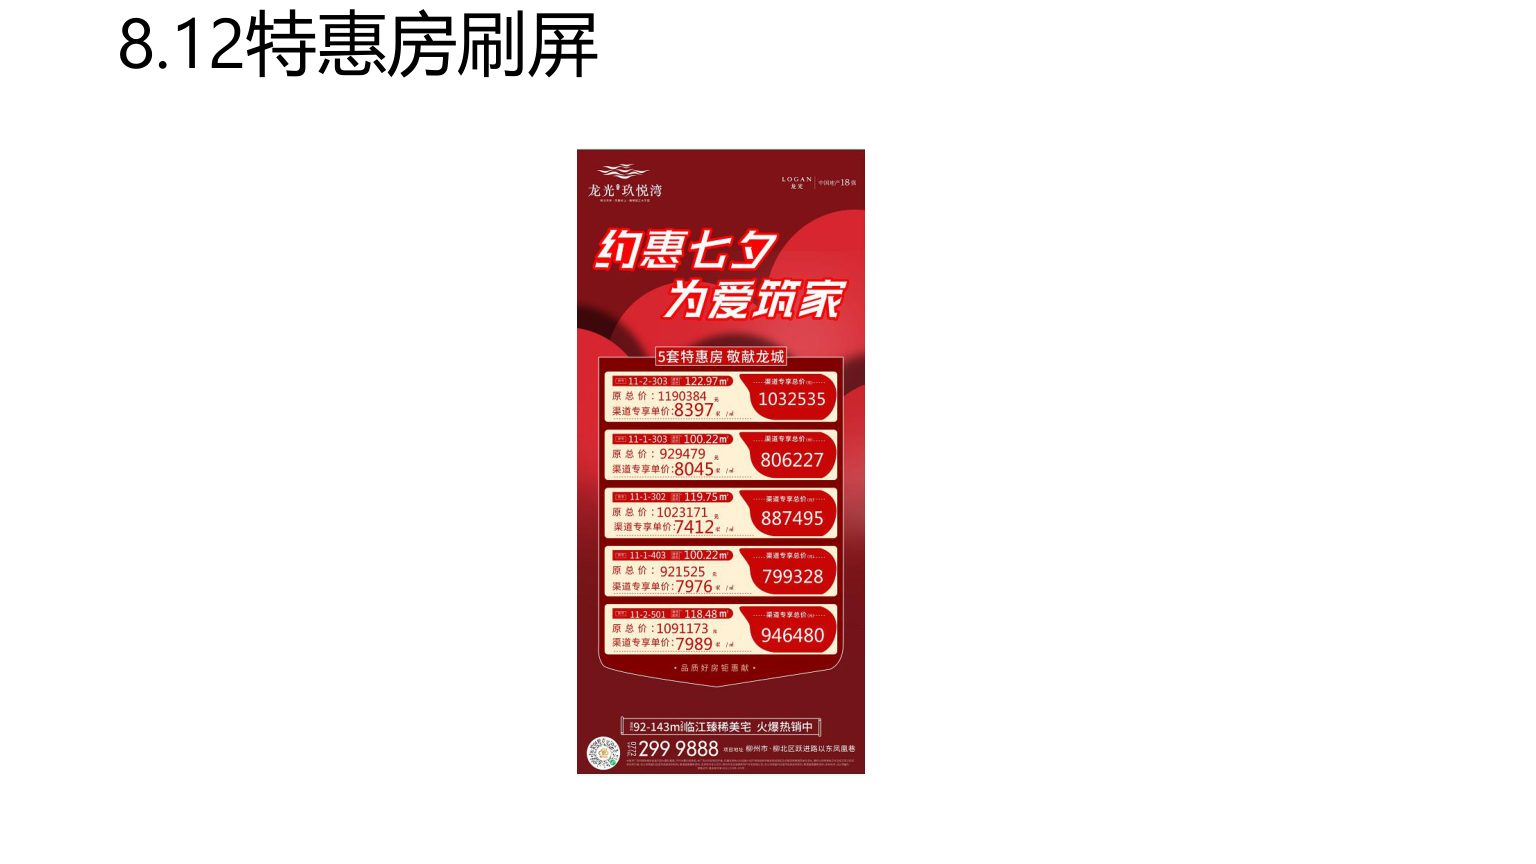 8.12特惠房刷屏
龙光 玖悦湾
LOGAN 龙光 中国地产18强
约惠七夕
为爱筑家
5套特惠房 敬献龙城
11-2-303 122.97㎡
原总价：1190384 元
渠道专享单价:8397 /㎡
渠道专享总价
1032535
11-1-303 100.22㎡
原总价：929479 元
渠道专享单价:8045 /㎡
渠道专享总价
806227
11-1-302 119.75㎡
原总价：1023171 元
渠道专享单价:7412 /㎡
渠道专享总价
887495
11-1-403 100.22㎡
原总价：921525 元
渠道专享单价:7976 /㎡
渠道专享总价
799328
11-2-501 118.48㎡
原总价：1091173 元
渠道专享单价:7989 /㎡
渠道专享总价
946480
·品质好房钜惠献·
92-143㎡临江臻稀美宅 火爆热销中
0772 299 9888 项目地址 柳州市·柳北区跃进路以东凤凰巷